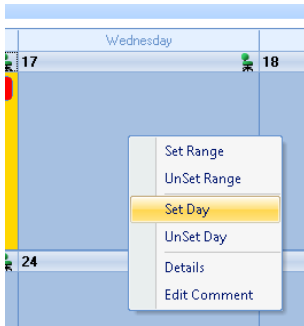 Wednesday
17 18
Set Range
UnSet Range
Set Day
UnSet Day
24
Details
Edit Comment